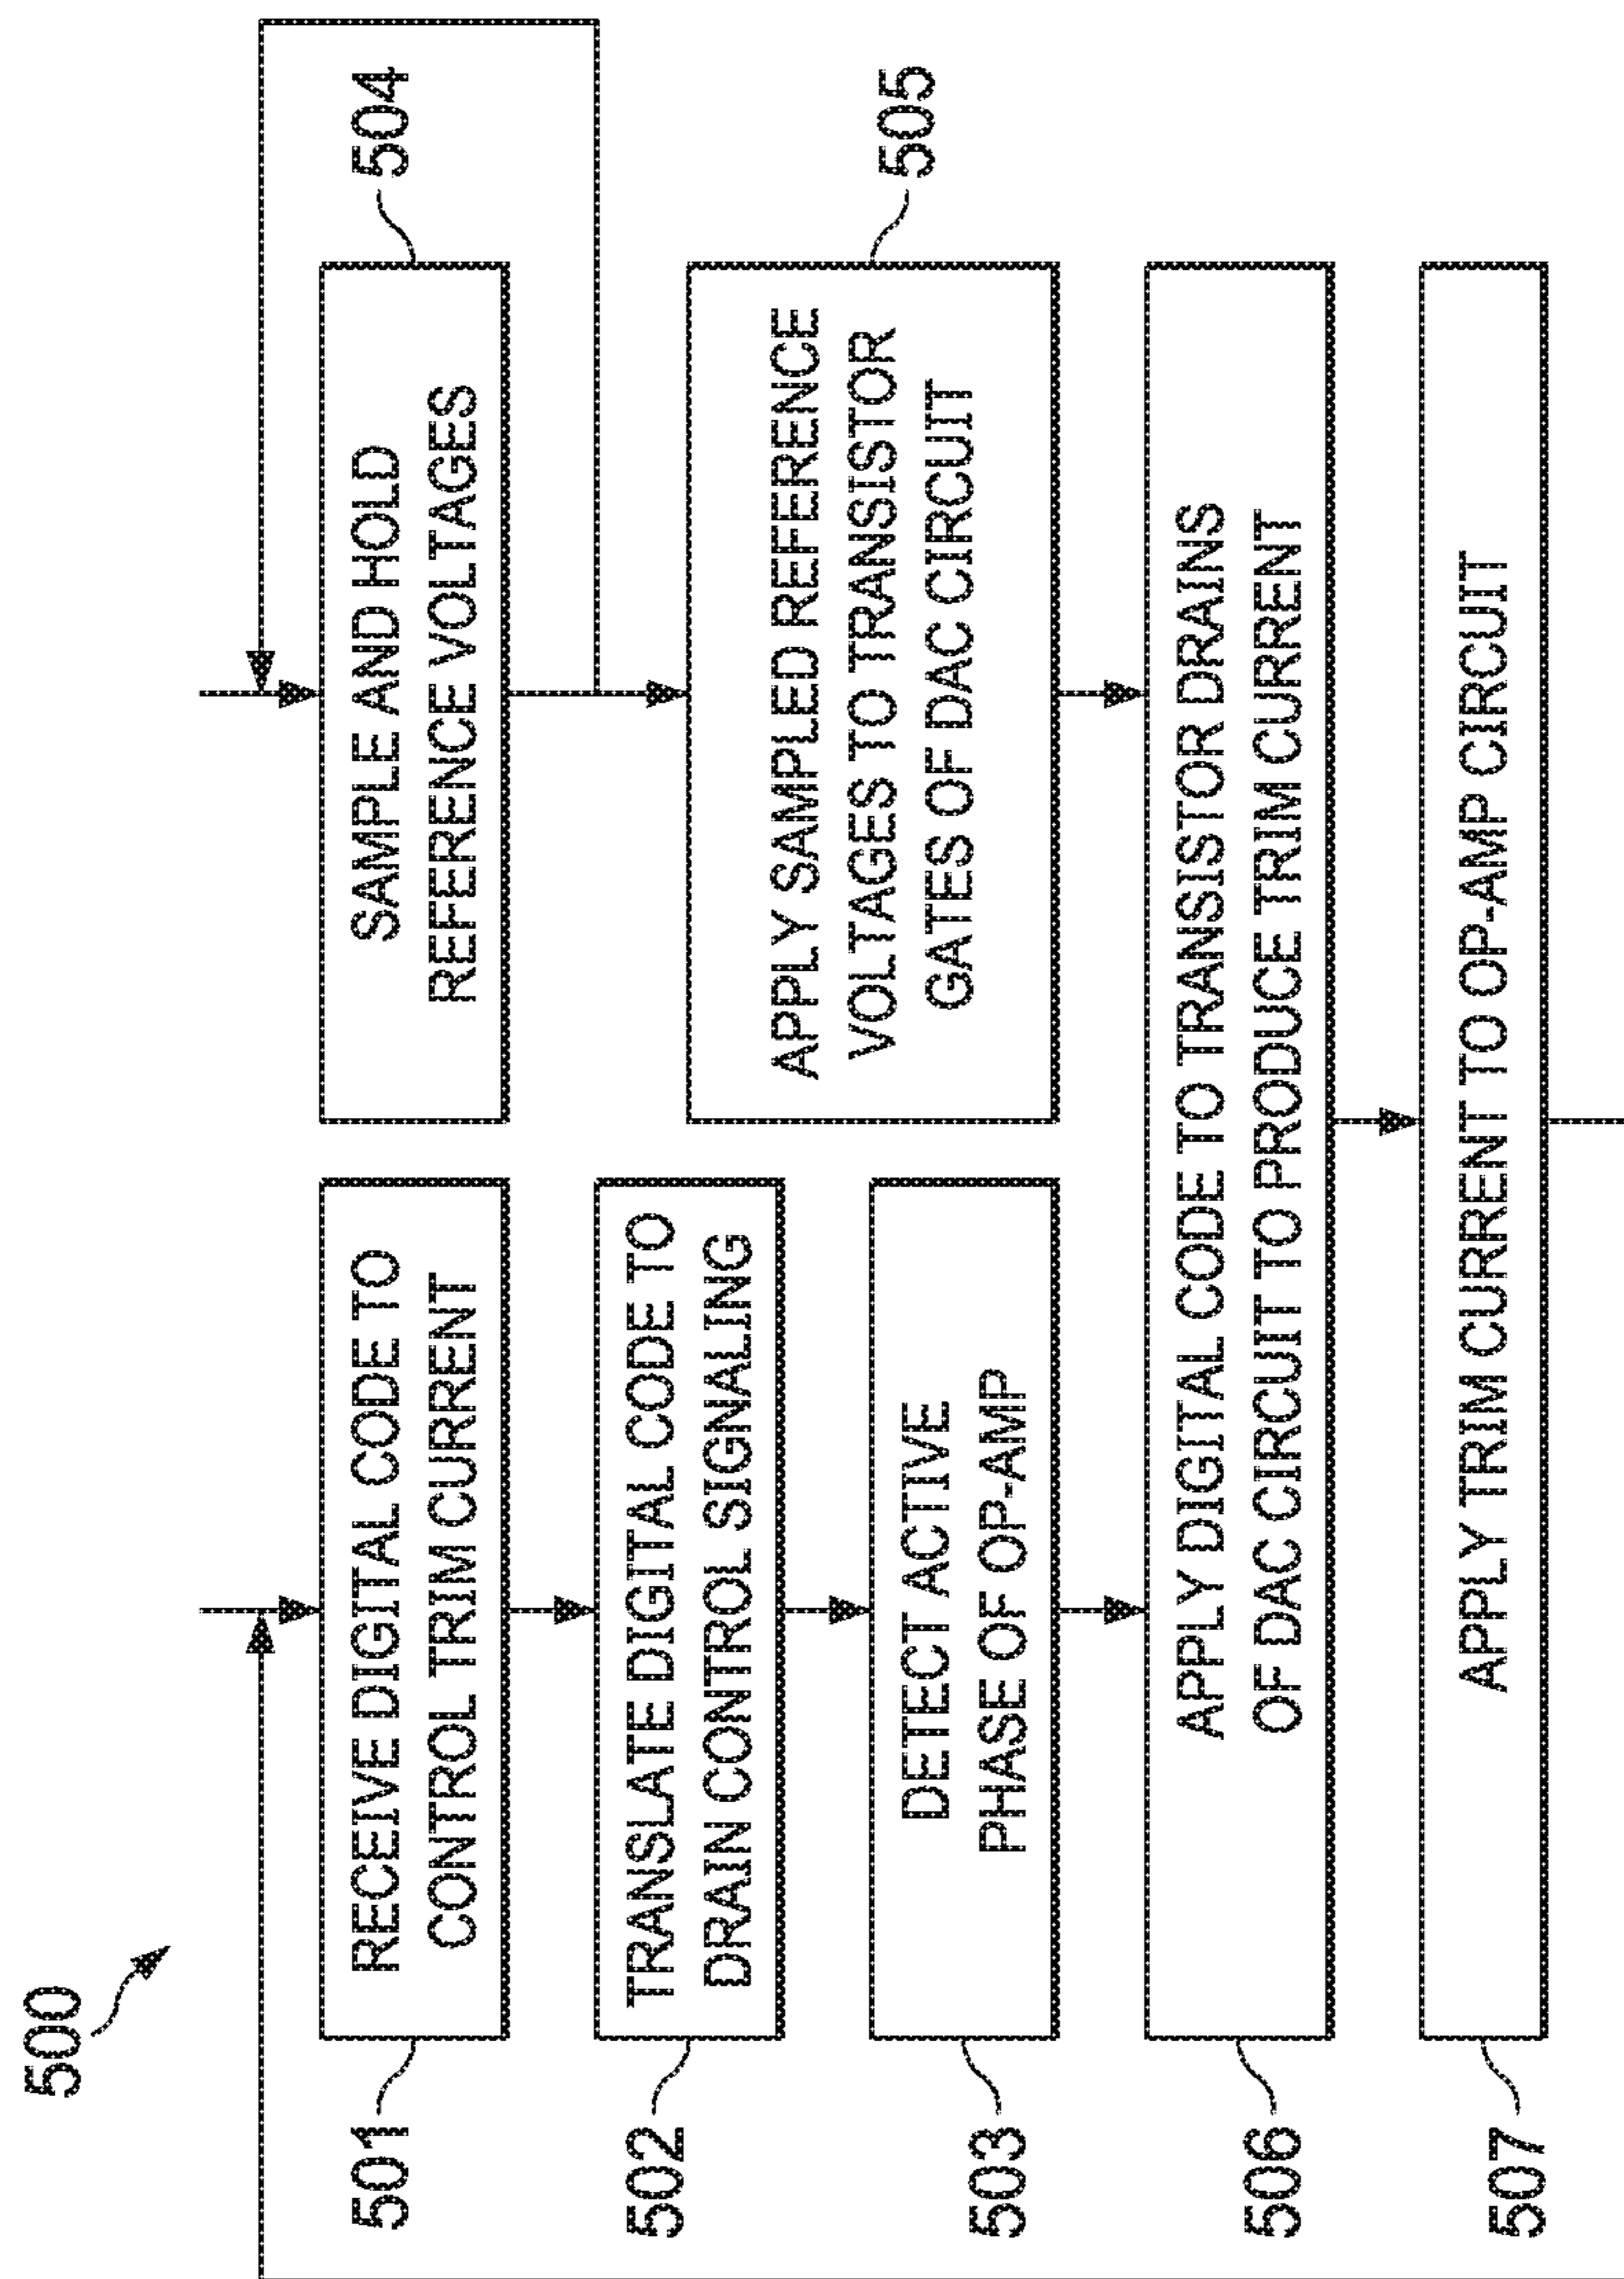 500
501
RECEIVE DIGITAL CODE TO
CONTROL TRIM CURRENT
502
TRANSLATE DIGITAL CODE TO
DRAIN CONTROL SIGNALING
503
DETECT ACTIVE
PHASE OF OP-AMP
504
SAMPLE AND HOLD
REFERENCE VOLTAGES
505
APPLY SAMPLED REFERENCE
VOLTAGES TO TRANSISTOR
GATES OF DAC CIRCUIT
506
APPLY DIGITAL CODE TO TRANSISTOR DRAINS
OF DAC CIRCUIT TO PRODUCE TRIM CURRENT
507
APPLY TRIM CURRENT TO OP-AMP CIRCUIT